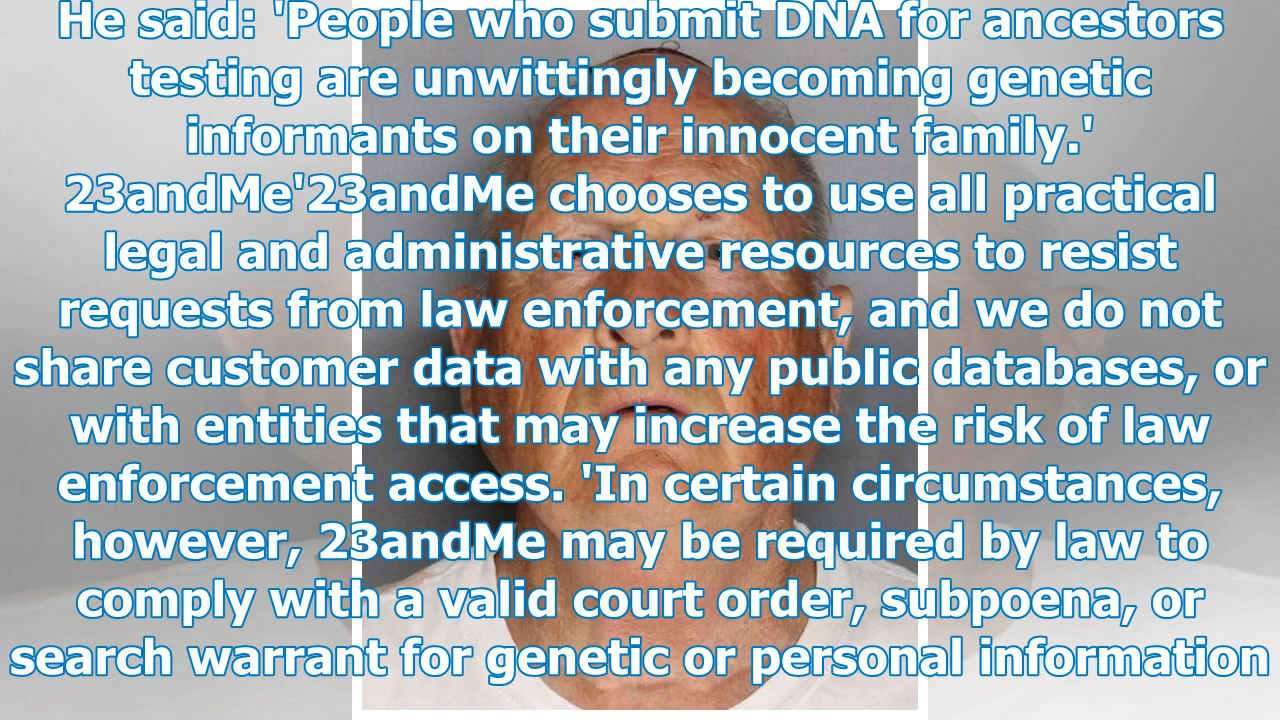 He said: 'People who submit DNA for ancestors
testing are unwittingly becoming genetic
informants on their innocent family.'
23andMe'23andMe chooses to use all practical
legal and administrative resources to resist
requests from law enforcement, and we do not
share customer data with any public databases, or
with entities that may increase the risk of law
enforcement access. 'In certain circumstances,
however, 23andMe may be required by law to
comply with a valid court order, subpoena, or
search warrant for genetic or personal information